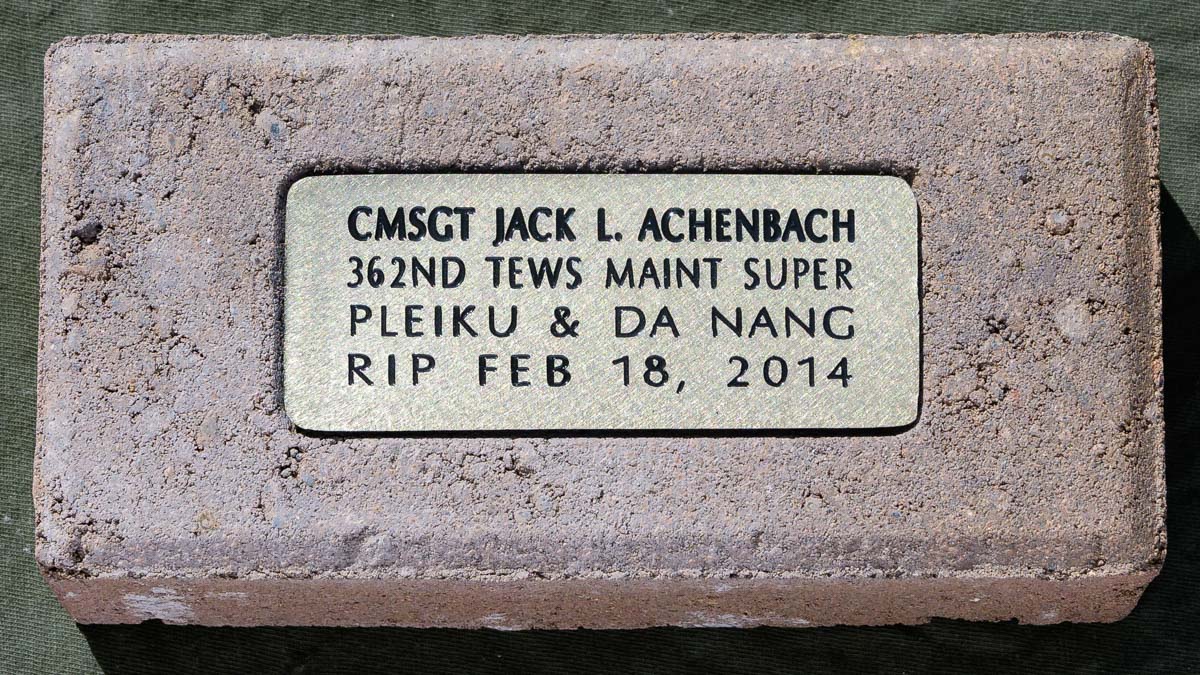 CMSGT JACK L. ACHENBACH
362ND TEWS MAINT SUPER
PLEIKU & DA NANG
RIP FEB 18, 2014